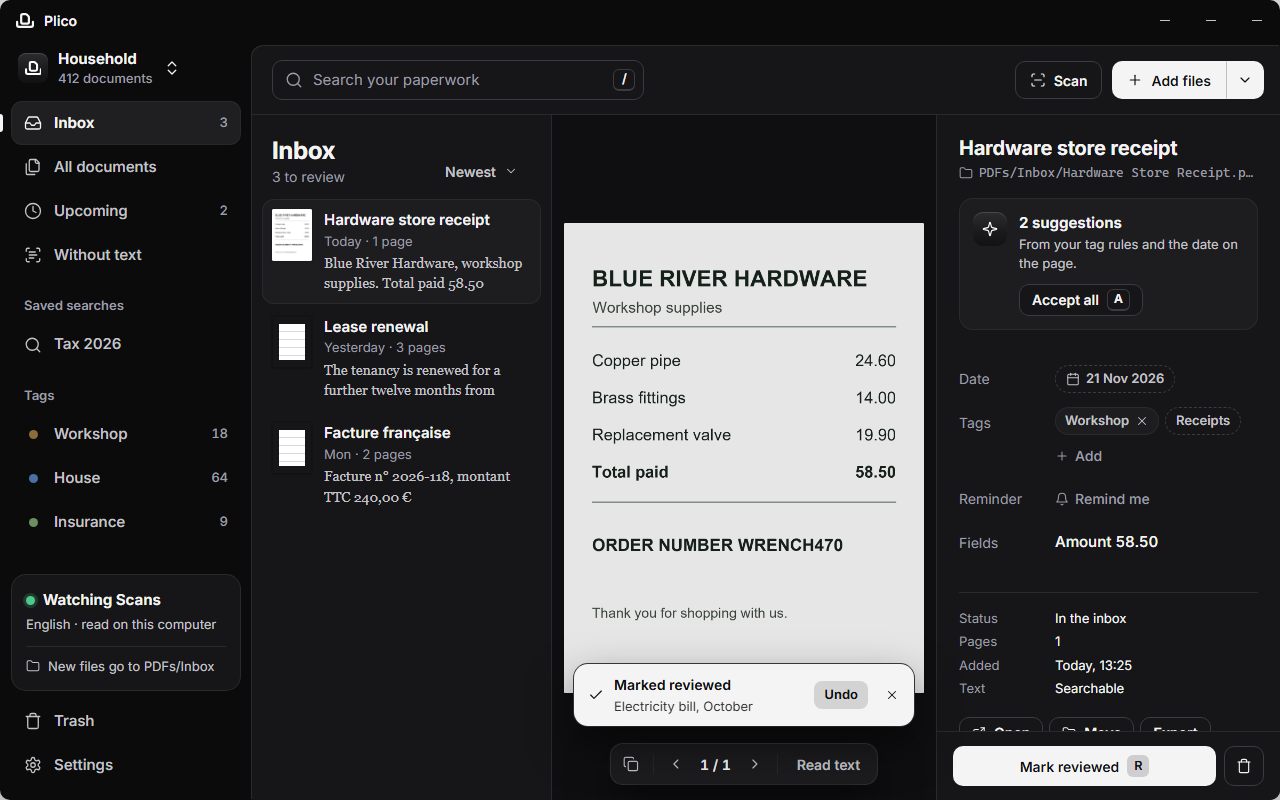 Plico
Household
412 documents
Inbox 3
All documents
Upcoming 2
Without text
Saved searches
Tax 2026
Tags
Workshop 18
House 64
Insurance 9
Watching Scans
English · read on this computer
New files go to PDFs/Inbox
Trash
Settings
Search your paperwork /
Scan
Add files
Inbox
3 to review
Newest
Hardware store receipt
Today · 1 page
Blue River Hardware, workshop
supplies. Total paid 58.50
Lease renewal
Yesterday · 3 pages
The tenancy is renewed for a
further twelve months from
Facture française
Mon · 2 pages
Facture n° 2026-118, montant
TTC 240,00 €
BLUE RIVER HARDWARE
Workshop supplies
Copper pipe 24.60
Brass fittings 14.00
Replacement valve 19.90
Total paid 58.50
ORDER NUMBER WRENCH470
Thank you for shopping with us.
Marked reviewed
Electricity bill, October
Undo
1 / 1
Read text
Hardware store receipt
PDFs/Inbox/Hardware Store Receipt.p…
2 suggestions
From your tag rules and the date on
the page.
Accept all A
Date 21 Nov 2026
Tags Workshop Receipts
Add
Reminder Remind me
Fields Amount 58.50
Status In the inbox
Pages 1
Added Today, 13:25
Text Searchable
Open Move Export
Mark reviewed R